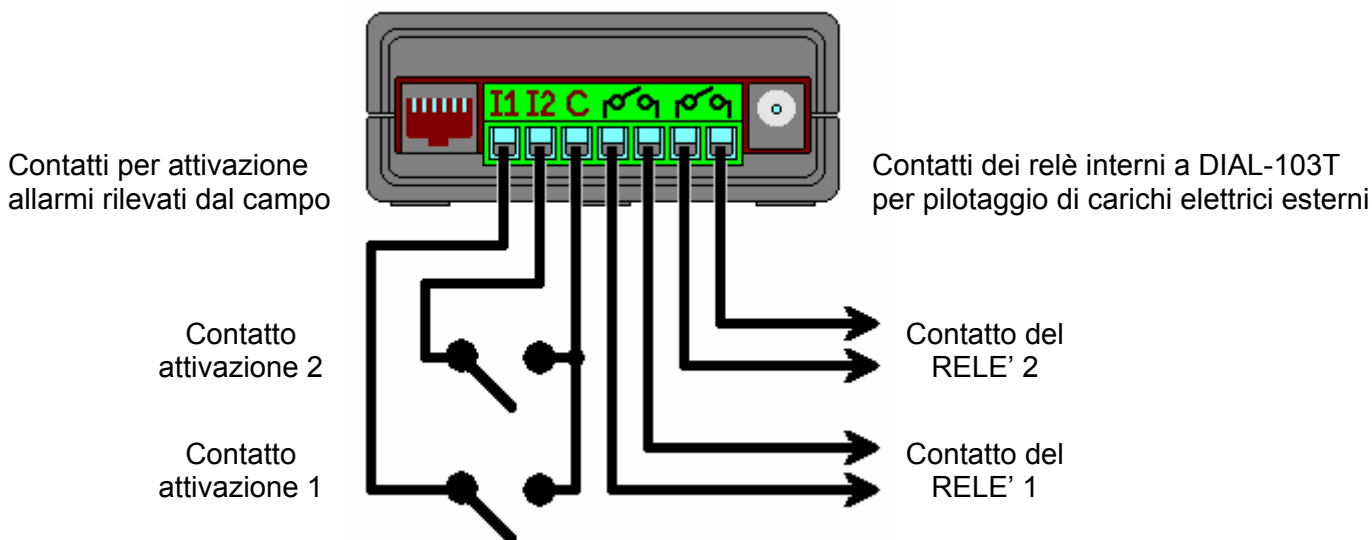 I1 I2 C
Contatti per attivazione
allarmi rilevati dal campo
Contatti dei relè interni a DIAL-103T
per pilotaggio di carichi elettrici esterni
Contatto
attivazione 2
Contatto del
RELE’ 2
Contatto
attivazione 1
Contatto del
RELE’ 1